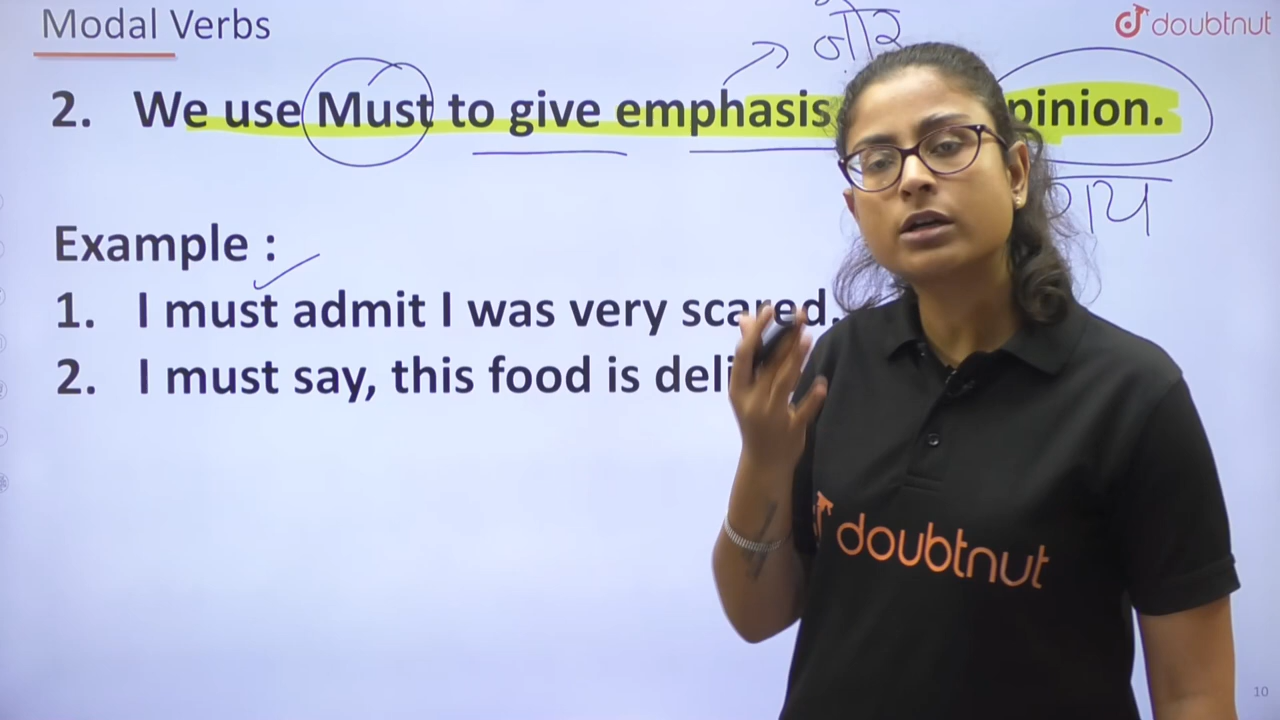 Modal Verbs
doubtnut
जोर
2. We use Must to give emphasis pinion.
राय
Example :
1. I must admit I was very scared.
2. I must say, this food is deli
doubtnut
10